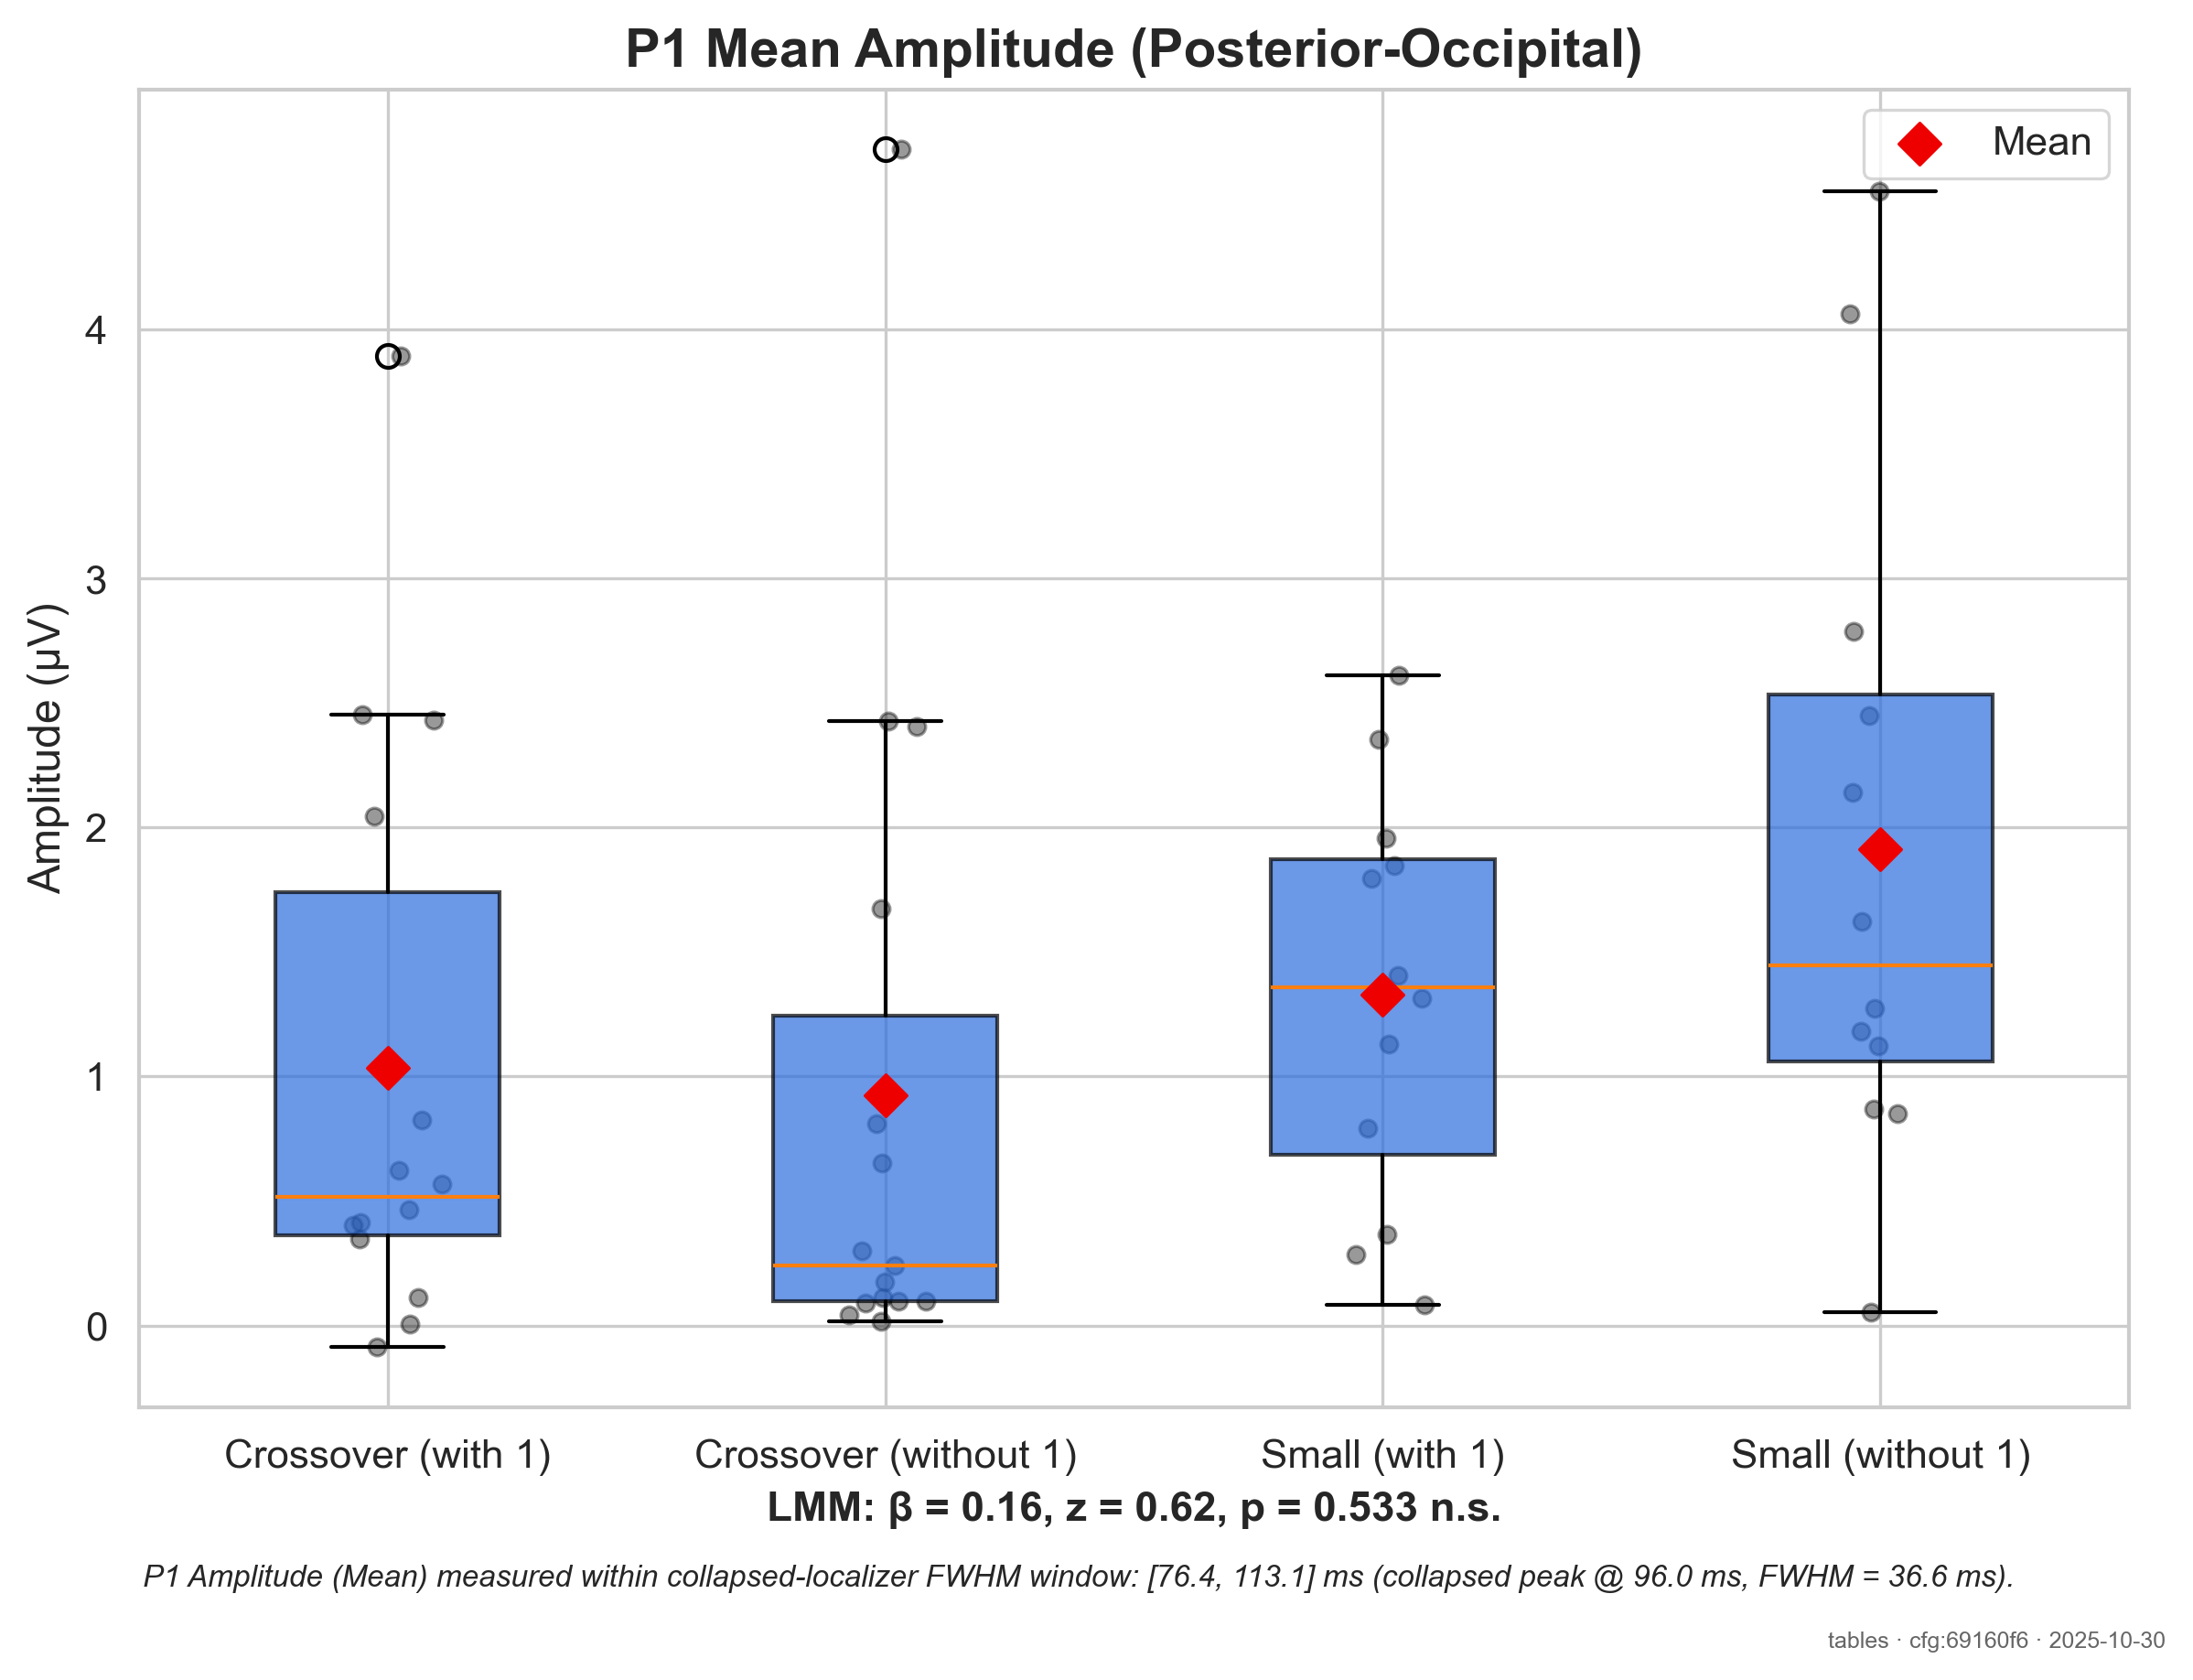 P1 Mean Amplitude (Posterior-Occipital)
Mean
Amplitude (µV)
4
3
2
1
0
Crossover (with 1)
Crossover (without 1)
Small (with 1)
Small (without 1)
LMM: β = 0.16, z = 0.62, p = 0.533 n.s.
P1 Amplitude (Mean) measured within collapsed-localizer FWHM window: [76.4, 113.1] ms (collapsed peak @ 96.0 ms, FWHM = 36.6 ms).
tables · cfg:69160f6 · 2025-10-30